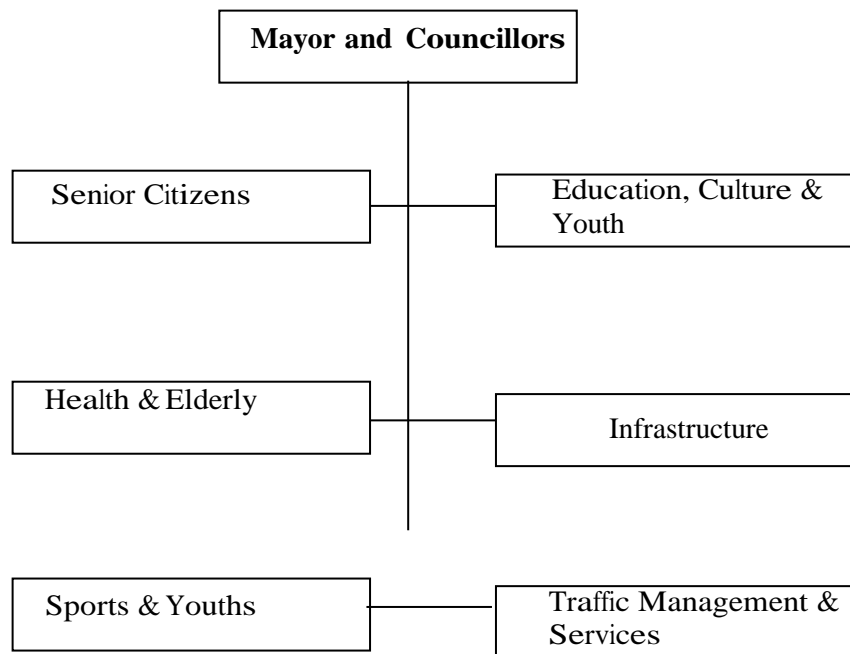 Mayor and Councillors
Senior Citizens
Education, Culture &
Youth
Health & Elderly
Infrastructure
Sports & Youths
Traffic Management &
Services